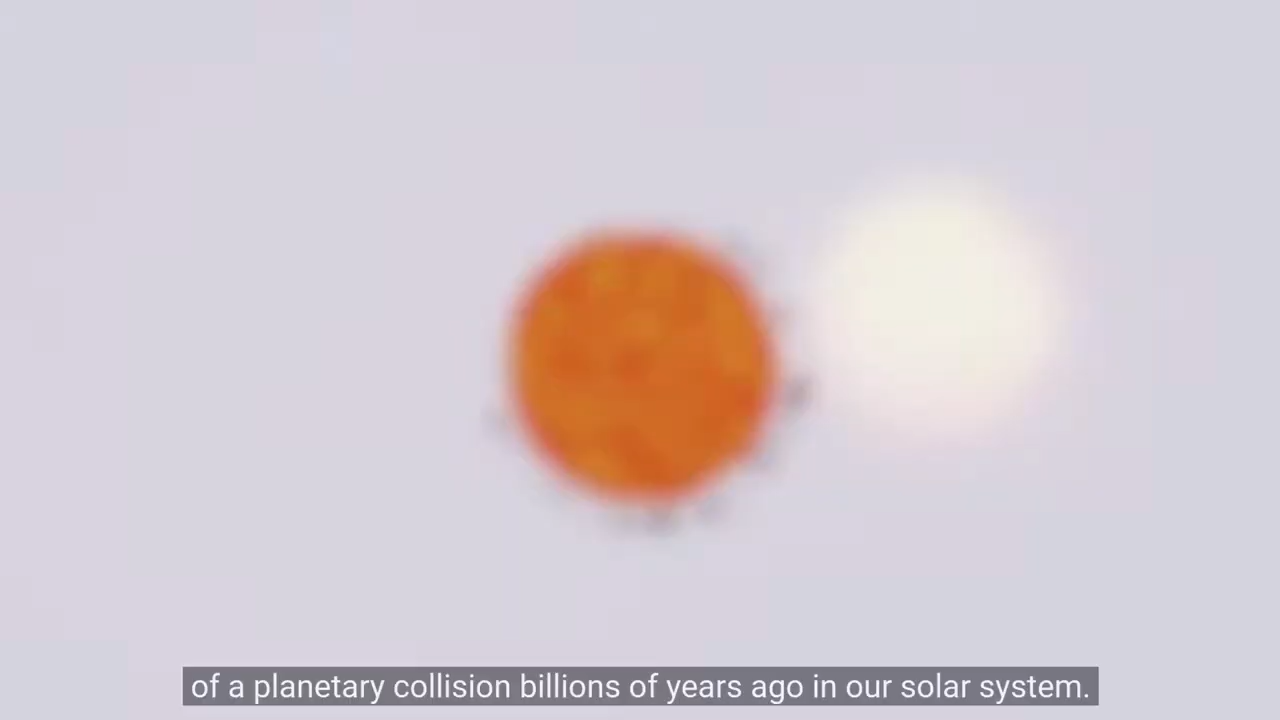 of a planetary collision billions of years ago in our solar system.